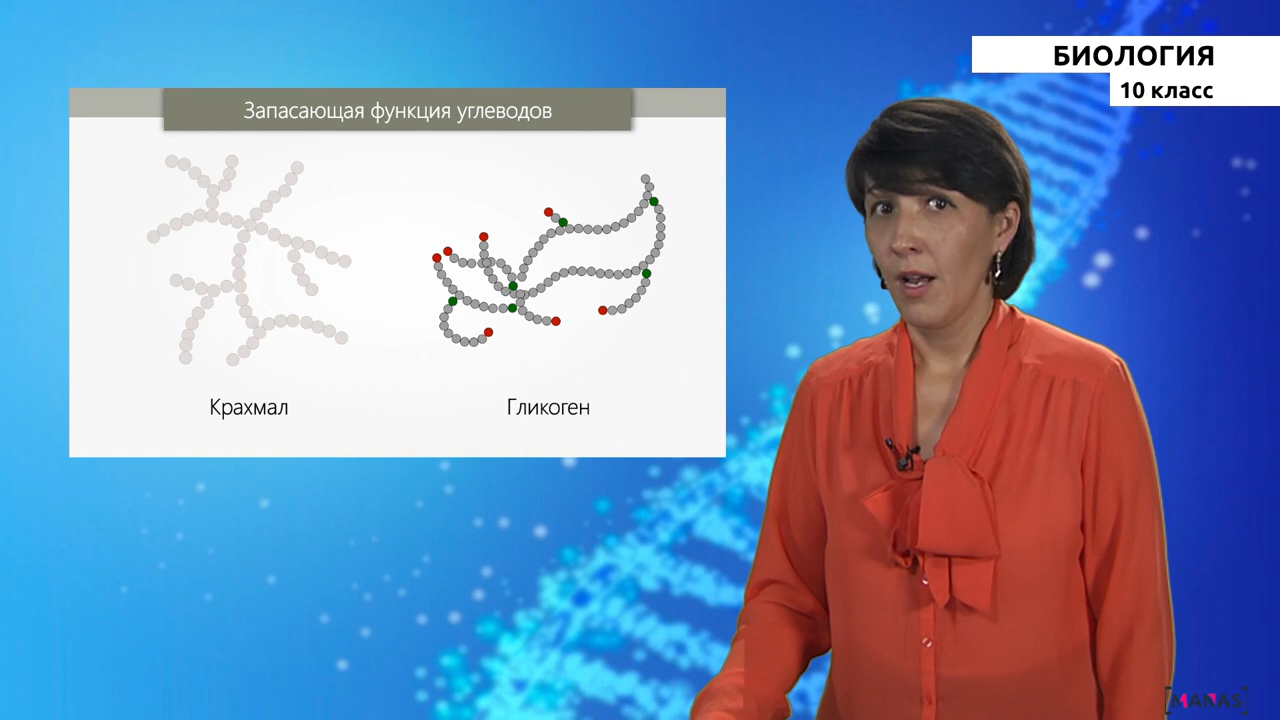 БИОЛОГИЯ
10 класс
Запасающая функция углеводов
Крахмал
Гликоген
[MANAS]